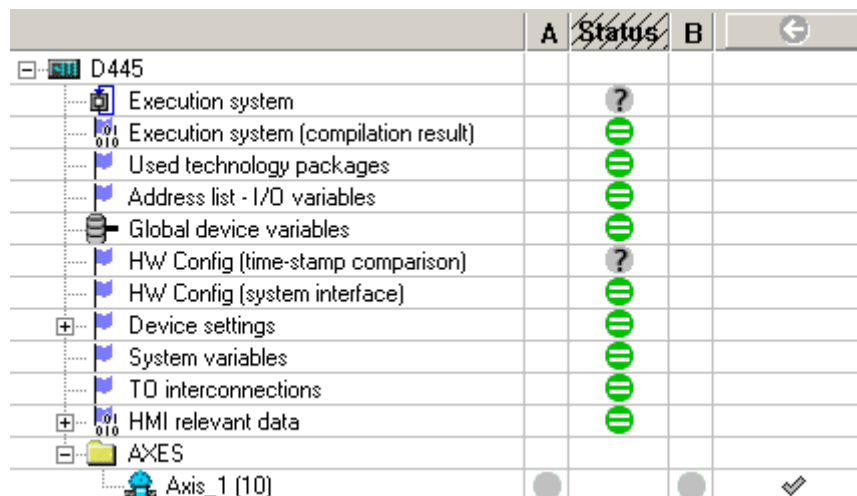 A Status B
D445
Execution system ?
Execution system (compilation result)
Used technology packages
Address list - I/O variables
Global device variables
HW Config (time-stamp comparison) ?
HW Config (system interface)
Device settings
System variables
TO interconnections
HMI relevant data
AXES
Axis_1 (10)